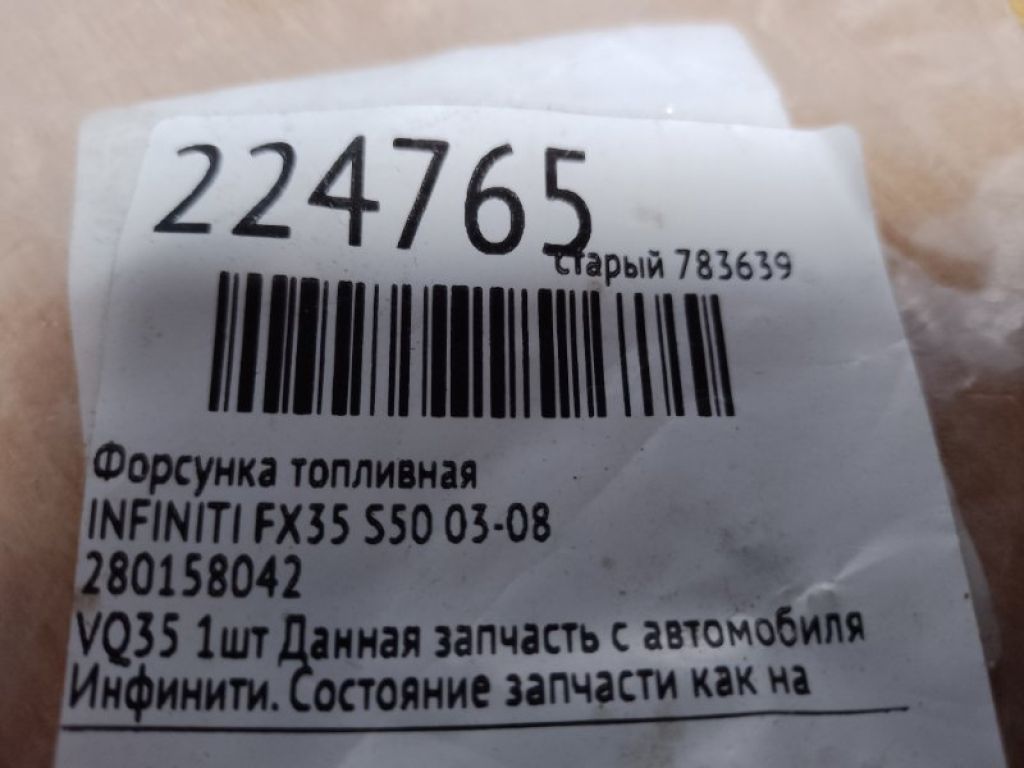 224765
старый 783639
Форсунка топливная
INFINITI FX35 S50 03-08
280158042
VQ35 1шт Данная запчасть с автомобиля
Инфинити. Состояние запчасти как на